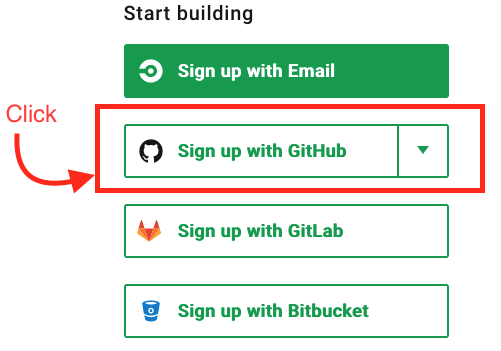 Start building
Sign up with Email
Click
Sign up with GitHub
Sign up with GitLab
Sign up with Bitbucket